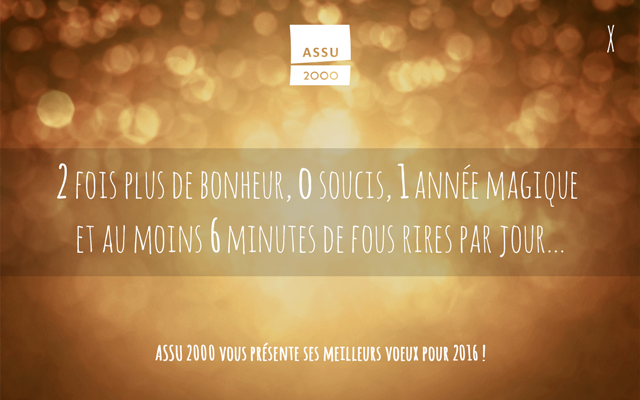 ASSU
2000
X
2 FOIS PLUS DE BONHEUR, 0 SOUCIS, 1 ANNÉE MAGIQUE
ET AU MOINS 6 MINUTES DE FOUS RIRES PAR JOUR...
ASSU 2000 VOUS PRÉSENTE SES MEILLEURS VOEUX POUR 2016 !